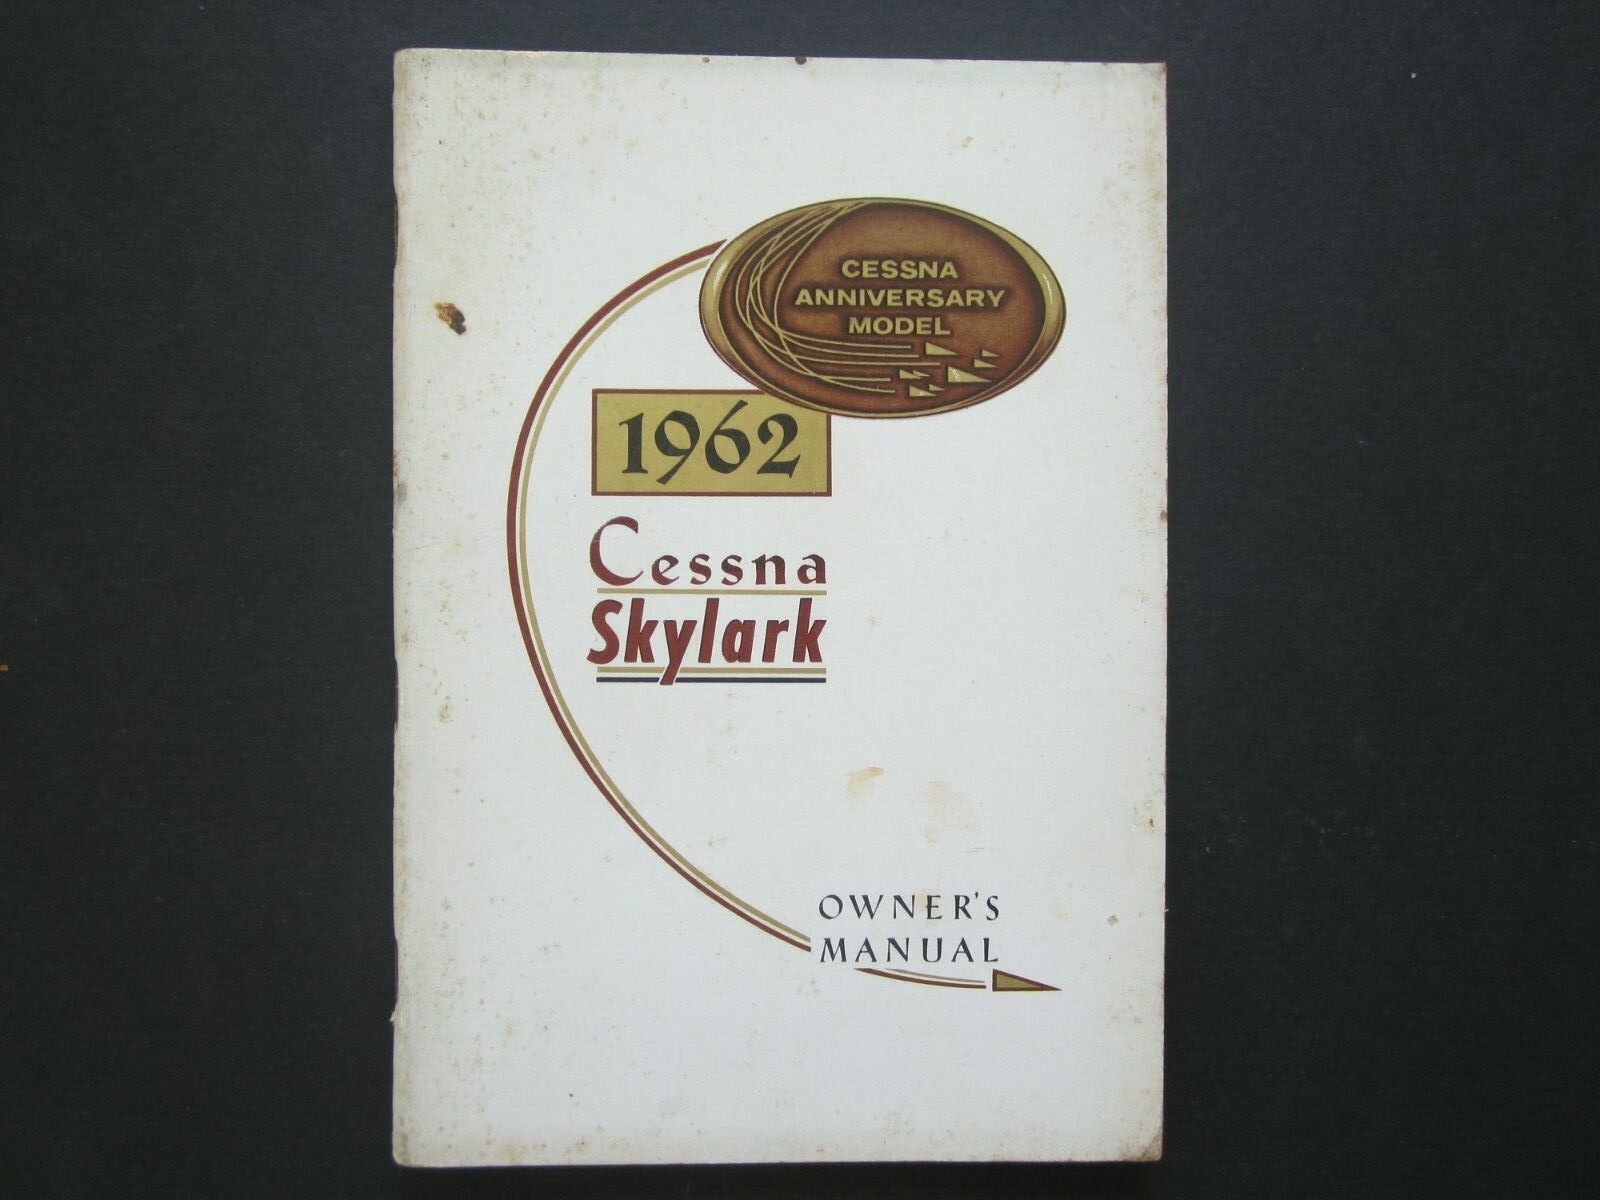 CESSNA
ANNIVERSARY
MODEL
1962
Cessna
Skylark
OWNER'S
MANUAL